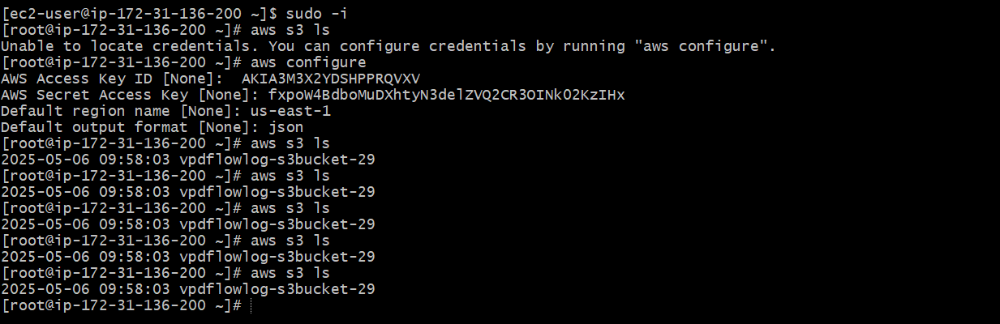 [ec2-user@ip-172-31-136-200 ~]$ sudo -i
[root@ip-172-31-136-200 ~]# aws s3 ls
Unable to locate credentials. You can configure credentials by running "aws configure".
[root@ip-172-31-136-200 ~]# aws configure
AWS Access Key ID [None]:  AKIA3M3X2YDSHPPRQVXV
AWS Secret Access Key [None]: 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
Default region name [None]: us-east-1
Default output format [None]: json
[root@ip-172-31-136-200 ~]# aws s3 ls
2025-05-06 09:58:03 vpdflowlog-s3bucket-29
[root@ip-172-31-136-200 ~]# aws s3 ls
2025-05-06 09:58:03 vpdflowlog-s3bucket-29
[root@ip-172-31-136-200 ~]# aws s3 ls
2025-05-06 09:58:03 vpdflowlog-s3bucket-29
[root@ip-172-31-136-200 ~]# aws s3 ls
2025-05-06 09:58:03 vpdflowlog-s3bucket-29
[root@ip-172-31-136-200 ~]# aws s3 ls
2025-05-06 09:58:03 vpdflowlog-s3bucket-29
[root@ip-172-31-136-200 ~]#